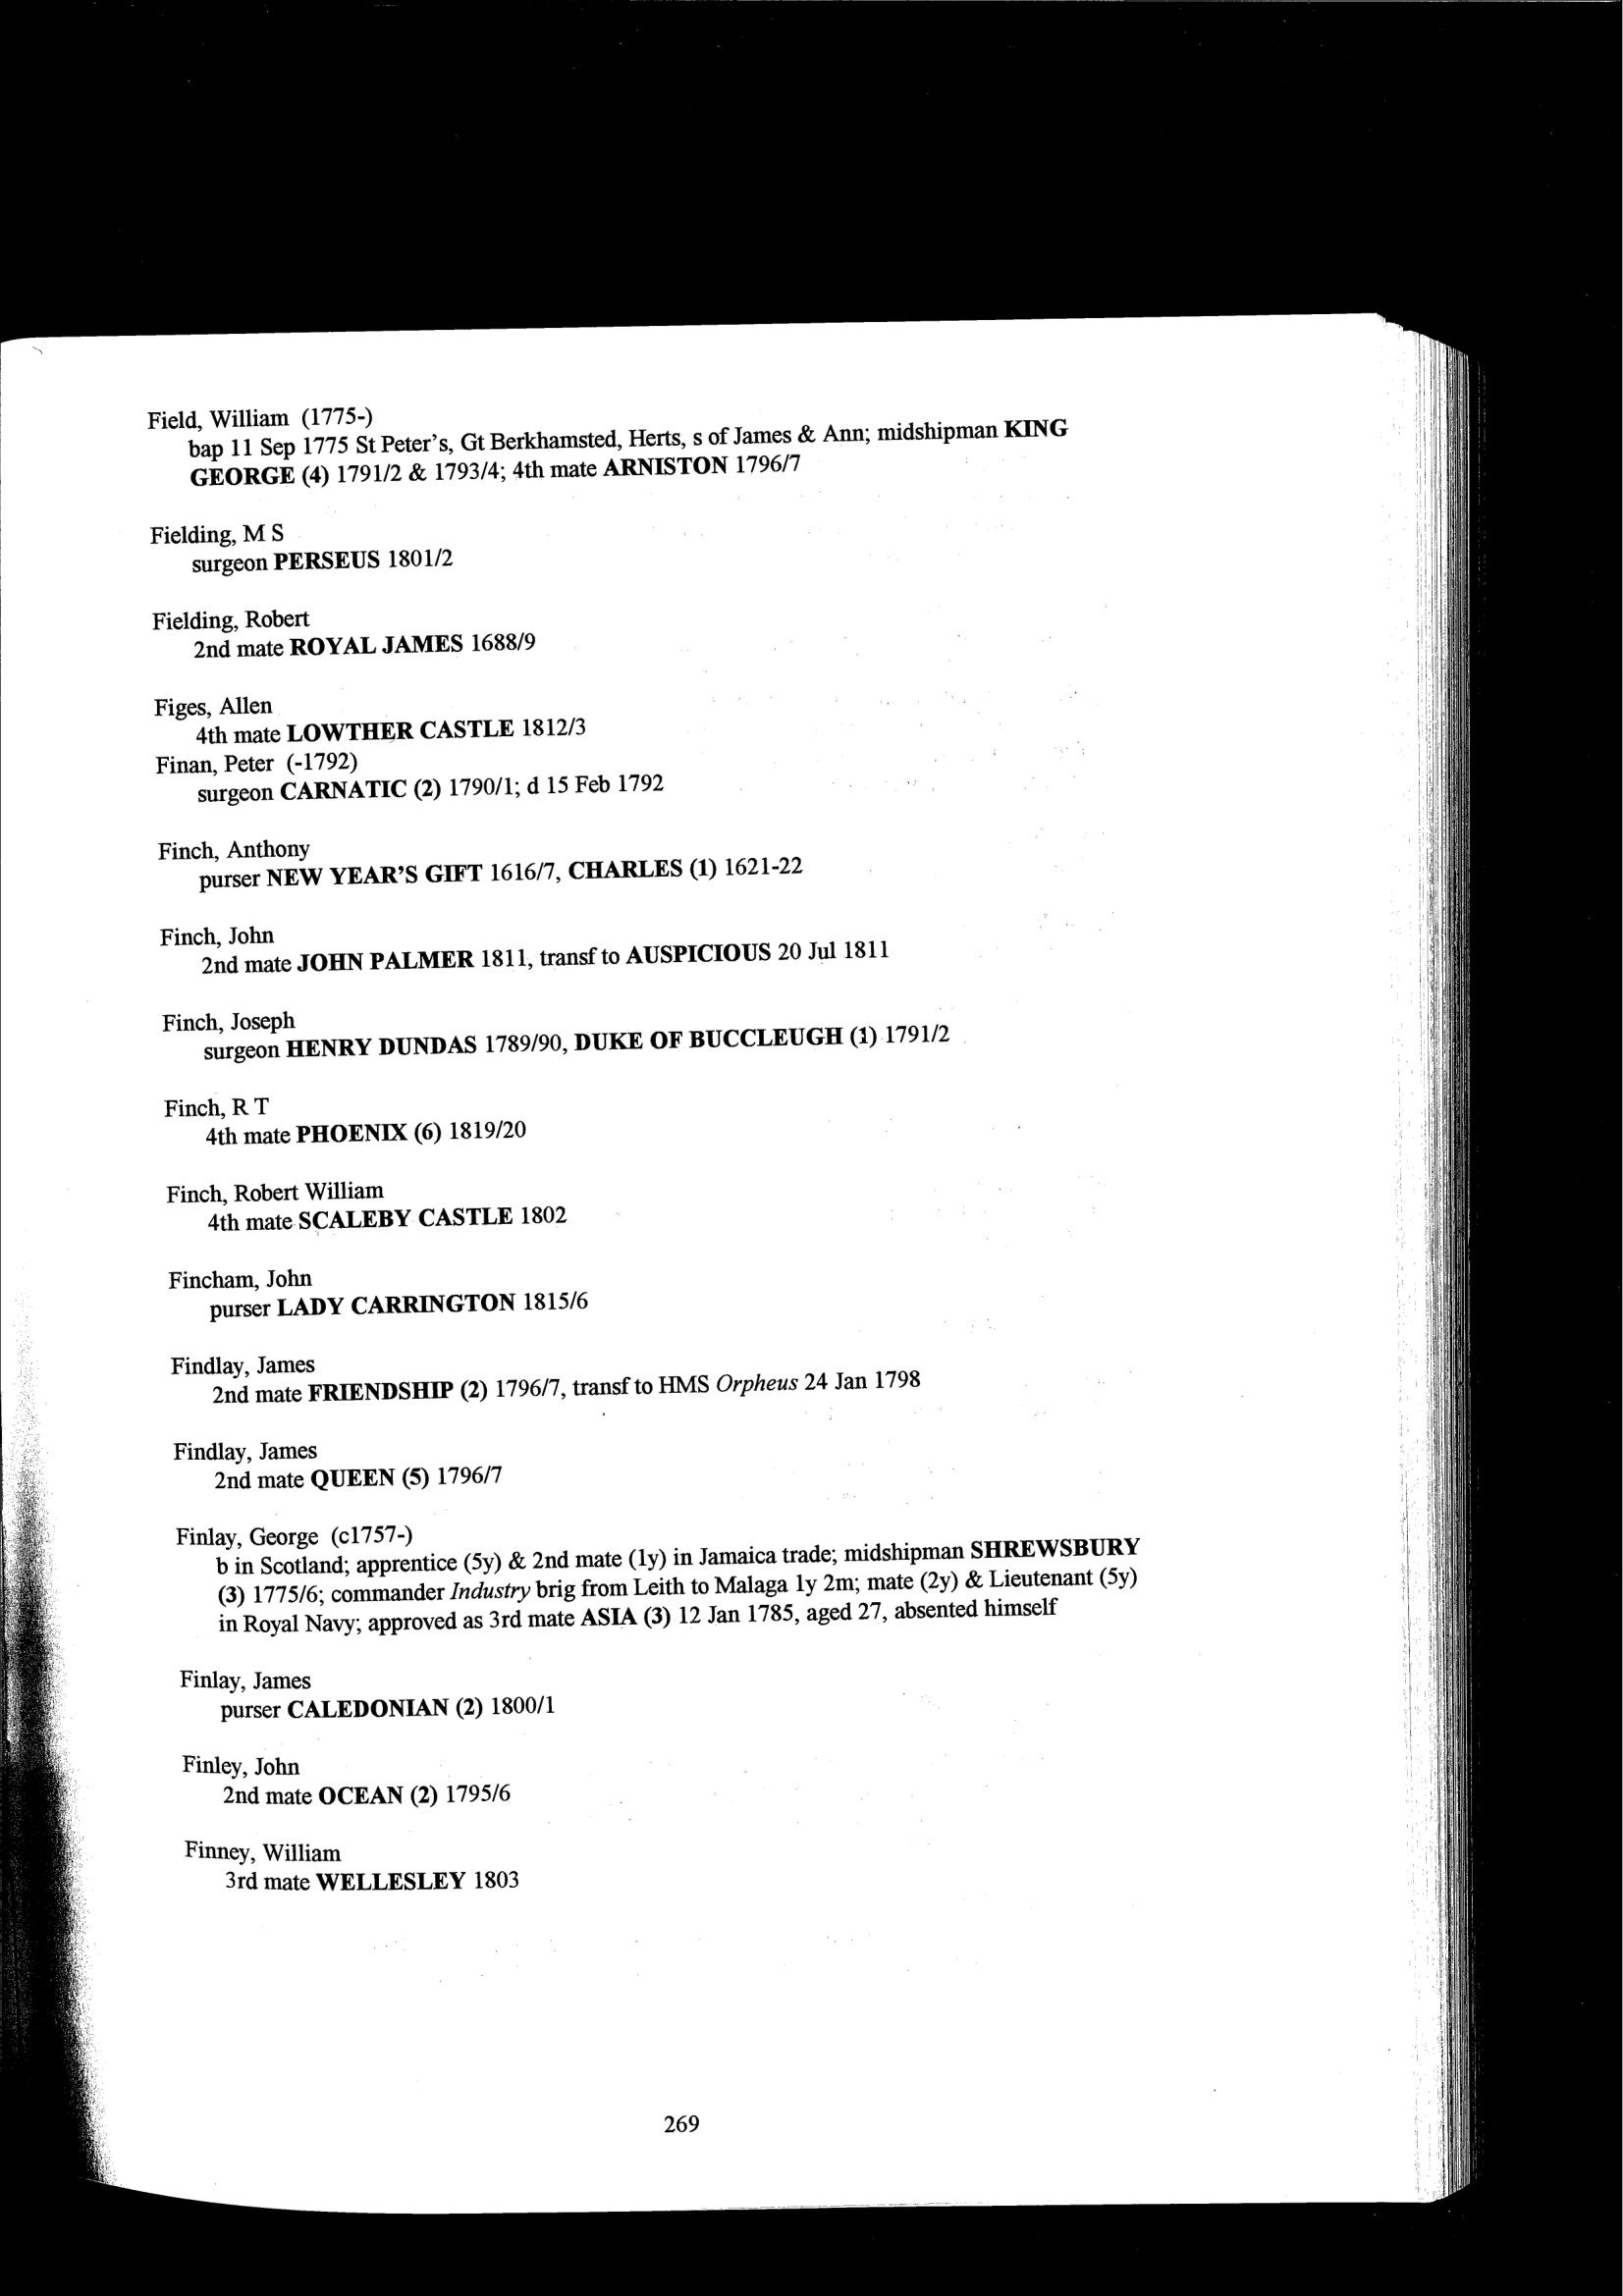 Field, William (1775-)
bap 11 Sep 1775 St Peter's, Gt Berkhamsted, Herts, s of James & Ann; midshipman KING
GEORGE (4) 1791/2 & 1793/4; 4th mate ARNISTON 1796/7
Fielding, M S
surgeon PERSEUS 1801/2
Fielding, Robert
2nd mate ROYAL JAMES 1688/9
Figes, Allen
4th mate LOWTHER CASTLE 1812/3
Finan, Peter (-1792)
surgeon CARNATIC (2) 1790/1; d 15 Feb 1792
Finch, Anthony
purser NEW YEAR'S GIFT 1616/7, CHARLES (1) 1621-22
Finch, John
2nd mate JOHN PALMER 1811, transf to AUSPICIOUS 20 Jul 1811
Finch, Joseph
surgeon HENRY DUNDAS 1789/90, DUKE OF BUCCLEUGH (1) 1791/2
Finch, R T
4th mate PHOENIX (6) 1819/20
Finch, Robert William
4th mate SCALEBY CASTLE 1802
Fincham, John
purser LADY CARRINGTON 1815/6
Findlay, James
2nd mate FRIENDSHIP (2) 1796/7, transf to HMS Orpheus 24 Jan 1798
Findlay, James
2nd mate QUEEN (5) 1796/7
Finlay, George (c1757-)
b in Scotland; apprentice (5y) & 2nd mate (1y) in Jamaica trade; midshipman SHREWSBURY
(3) 1775/6; commander Industry brig from Leith to Malaga 1y 2m; mate (2y) & Lieutenant (5y)
in Royal Navy; approved as 3rd mate ASIA (3) 12 Jan 1785, aged 27, absented himself
Finlay, James
purser CALEDONIAN (2) 1800/1
Finley, John
2nd mate OCEAN (2) 1795/6
Finney, William
3rd mate WELLESLEY 1803
269